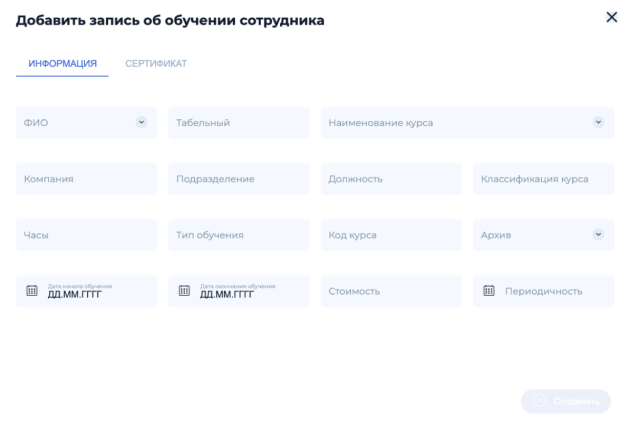 Добавить запись об обучении сотрудника
ИНФОРМАЦИЯ СЕРТИФИКАТ
ФИО Табельный Наименование курса
Компания Подразделение Должность Классификация курса
Часы Тип обучения Код курса Архив
Дата начала обучения Дата окончания обучения
ДД.ММ.ГГГГ ДД.ММ.ГГГГ Стоимость Периодичность
Сохранить